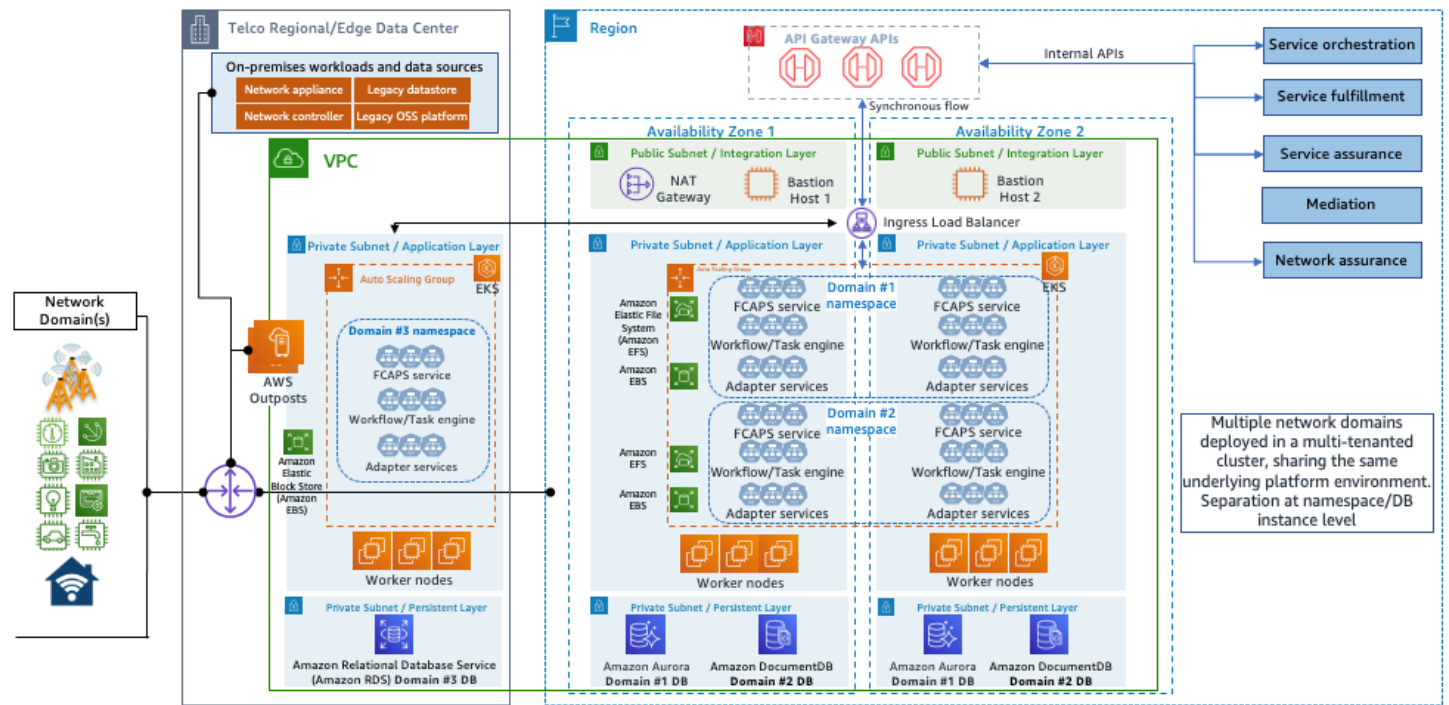 Telco Regional/Edge Data Center
On-premises workloads and data sources
Network appliance
Legacy datastore
Network controller
Legacy OSS platform
Region
API Gateway APIs
Internal APIs
Synchronous flow
Service orchestration
Service fulfillment
Service assurance
Mediation
Network assurance
VPC
Availability Zone 1
Availability Zone 2
Public Subnet / Integration Layer
NAT
Gateway
Bastion
Host 1
Public Subnet / Integration Layer
Bastion
Host 2
Ingress Load Balancer
Network
Domain(s)
AWS
Outposts
Private Subnet / Application Layer
Auto Scaling Group
EKS
Domain #3 namespace
FCAPS service
Workflow/Task engine
Adapter services
Amazon
Elastic
Block Store
(Amazon
EBS)
Worker nodes
Private Subnet / Persistent Layer
Amazon Relational Database Service
(Amazon RDS) Domain #3 DB
Private Subnet / Application Layer
Private Subnet / Application Layer
Auto Scaling Group
EKS
Amazon
Elastic File
System
(Amazon
EFS)
Amazon
EBS
Domain #1
namespace
FCAPS service
Workflow/Task engine
Adapter services
FCAPS service
Workflow/Task engine
Adapter services
Amazon
EFS
Amazon
EBS
Domain #2
namespace
FCAPS service
Workflow/Task engine
Adapter services
FCAPS service
Workflow/Task engine
Adapter services
Worker nodes
Worker nodes
Private Subnet / Persistent Layer
Amazon Aurora
Domain #1 DB
Amazon DocumentDB
Domain #2 DB
Private Subnet / Persistent Layer
Amazon Aurora
Domain #1 DB
Amazon DocumentDB
Domain #2 DB
Multiple network domains
deployed in a multi-tenanted
cluster, sharing the same
underlying platform environment.
Separation at namespace/DB
instance level